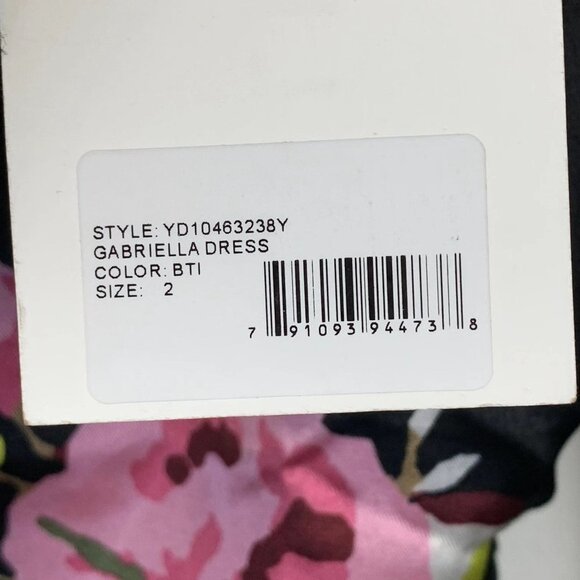 STYLE: YD10463238Y
GABRIELLA DRESS
COLOR: BTI
SIZE: 2
7 91093 94473 8